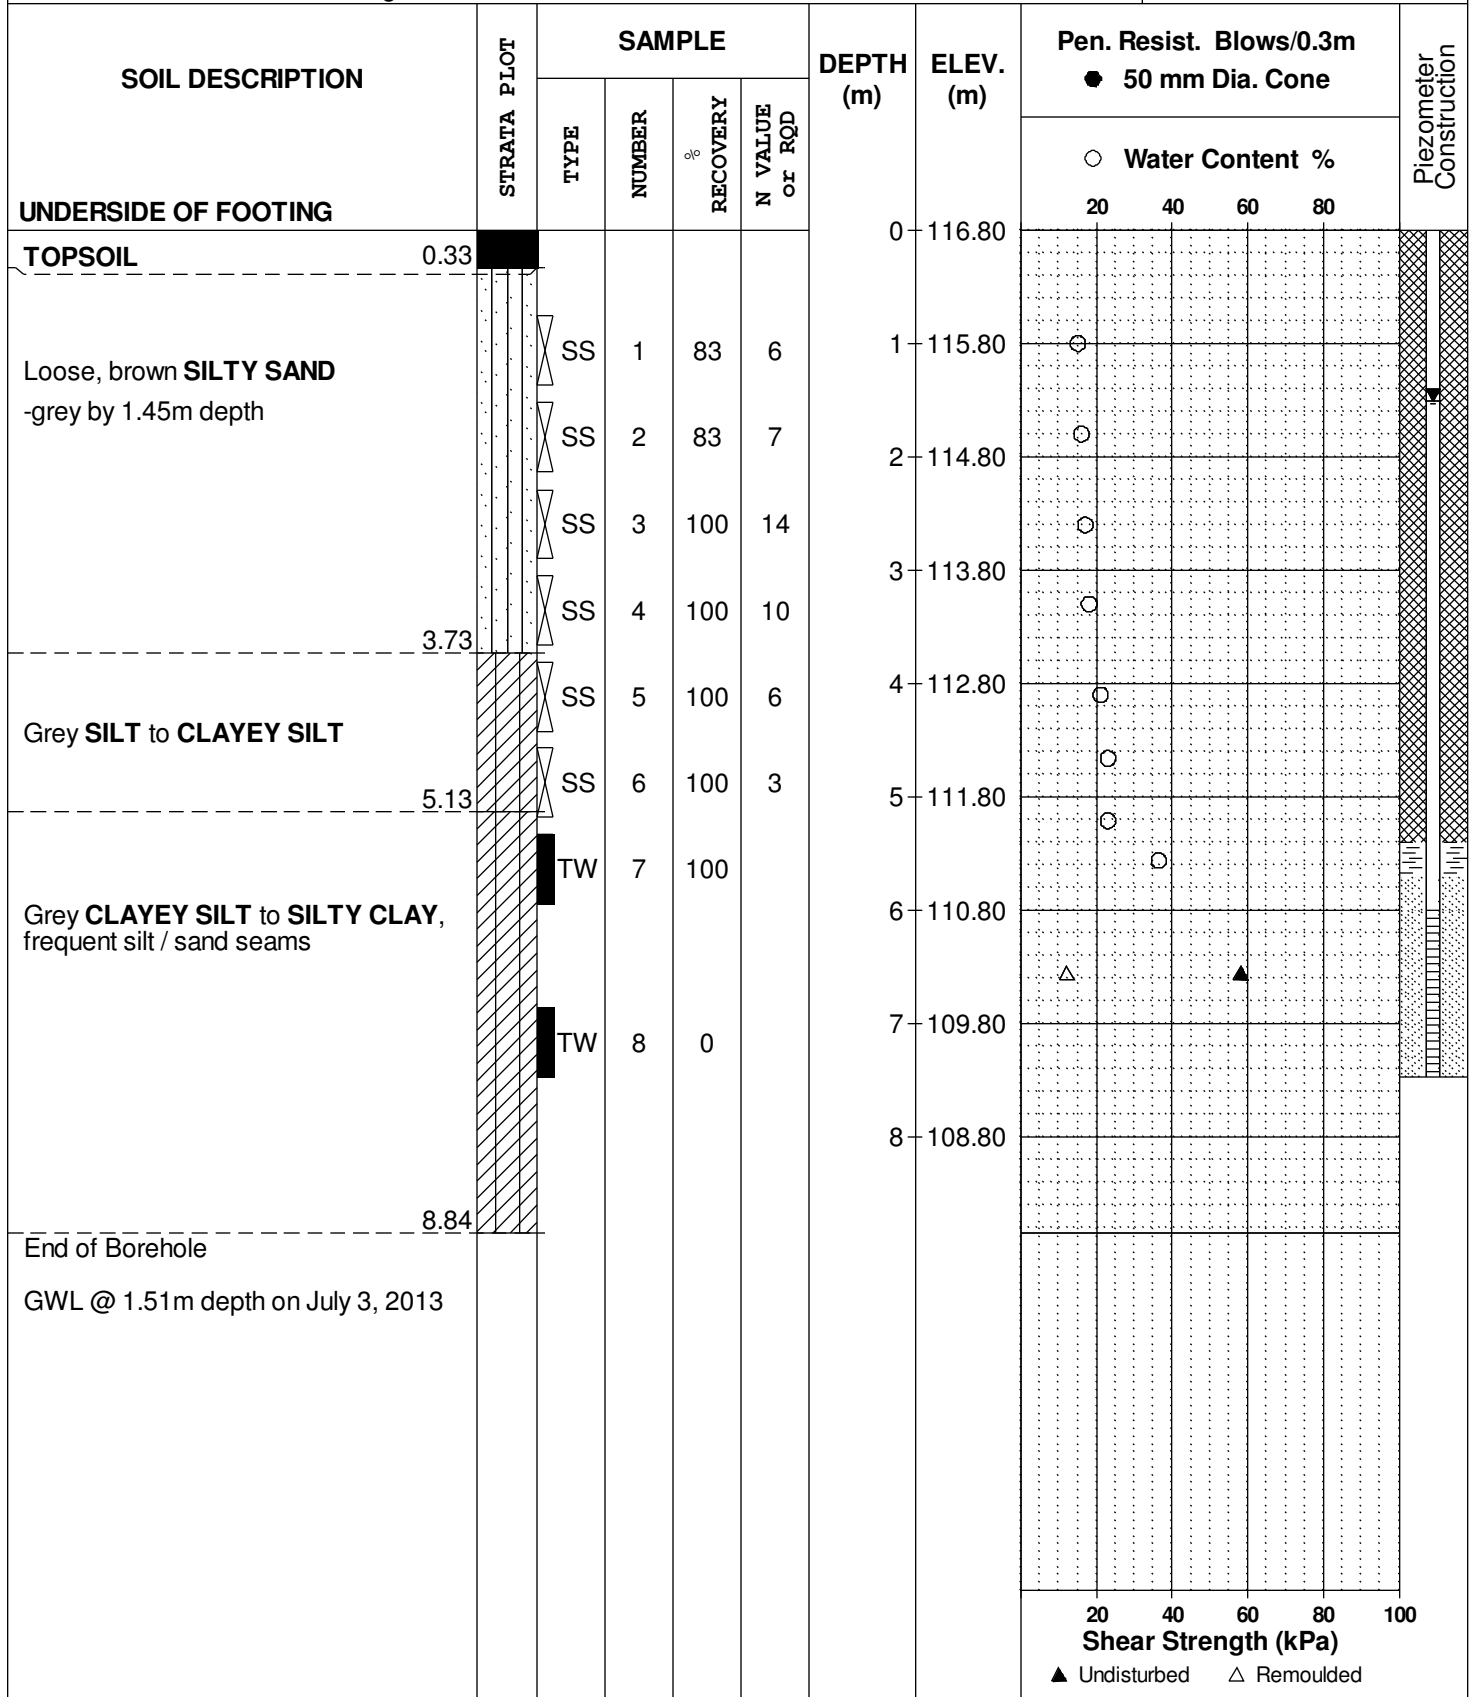 SOIL DESCRIPTION
UNDERSIDE OF FOOTING
STRATA PLOT
SAMPLE
TYPE
NUMBER
% RECOVERY
N VALUE or RQD
DEPTH (m)
ELEV. (m)
Pen. Resist. Blows/0.3m
● 50 mm Dia. Cone
○ Water Content %
20 40 60 80
Piezometer Construction
0 116.80
TOPSOIL 0.33
SS 1 83 6
1 115.80
Loose, brown SILTY SAND
-grey by 1.45m depth
SS 2 83 7
2 114.80
SS 3 100 14
3 113.80
SS 4 100 10
3.73
4 112.80
SS 5 100 6
Grey SILT to CLAYEY SILT
SS 6 100 3
5.13
5 111.80
TW 7 100
Grey CLAYEY SILT to SILTY CLAY,
frequent silt / sand seams
6 110.80
7 109.80
TW 8 0
8 108.80
8.84
End of Borehole
GWL @ 1.51m depth on July 3, 2013
20 40 60 80 100
Shear Strength (kPa)
▲ Undisturbed △ Remoulded